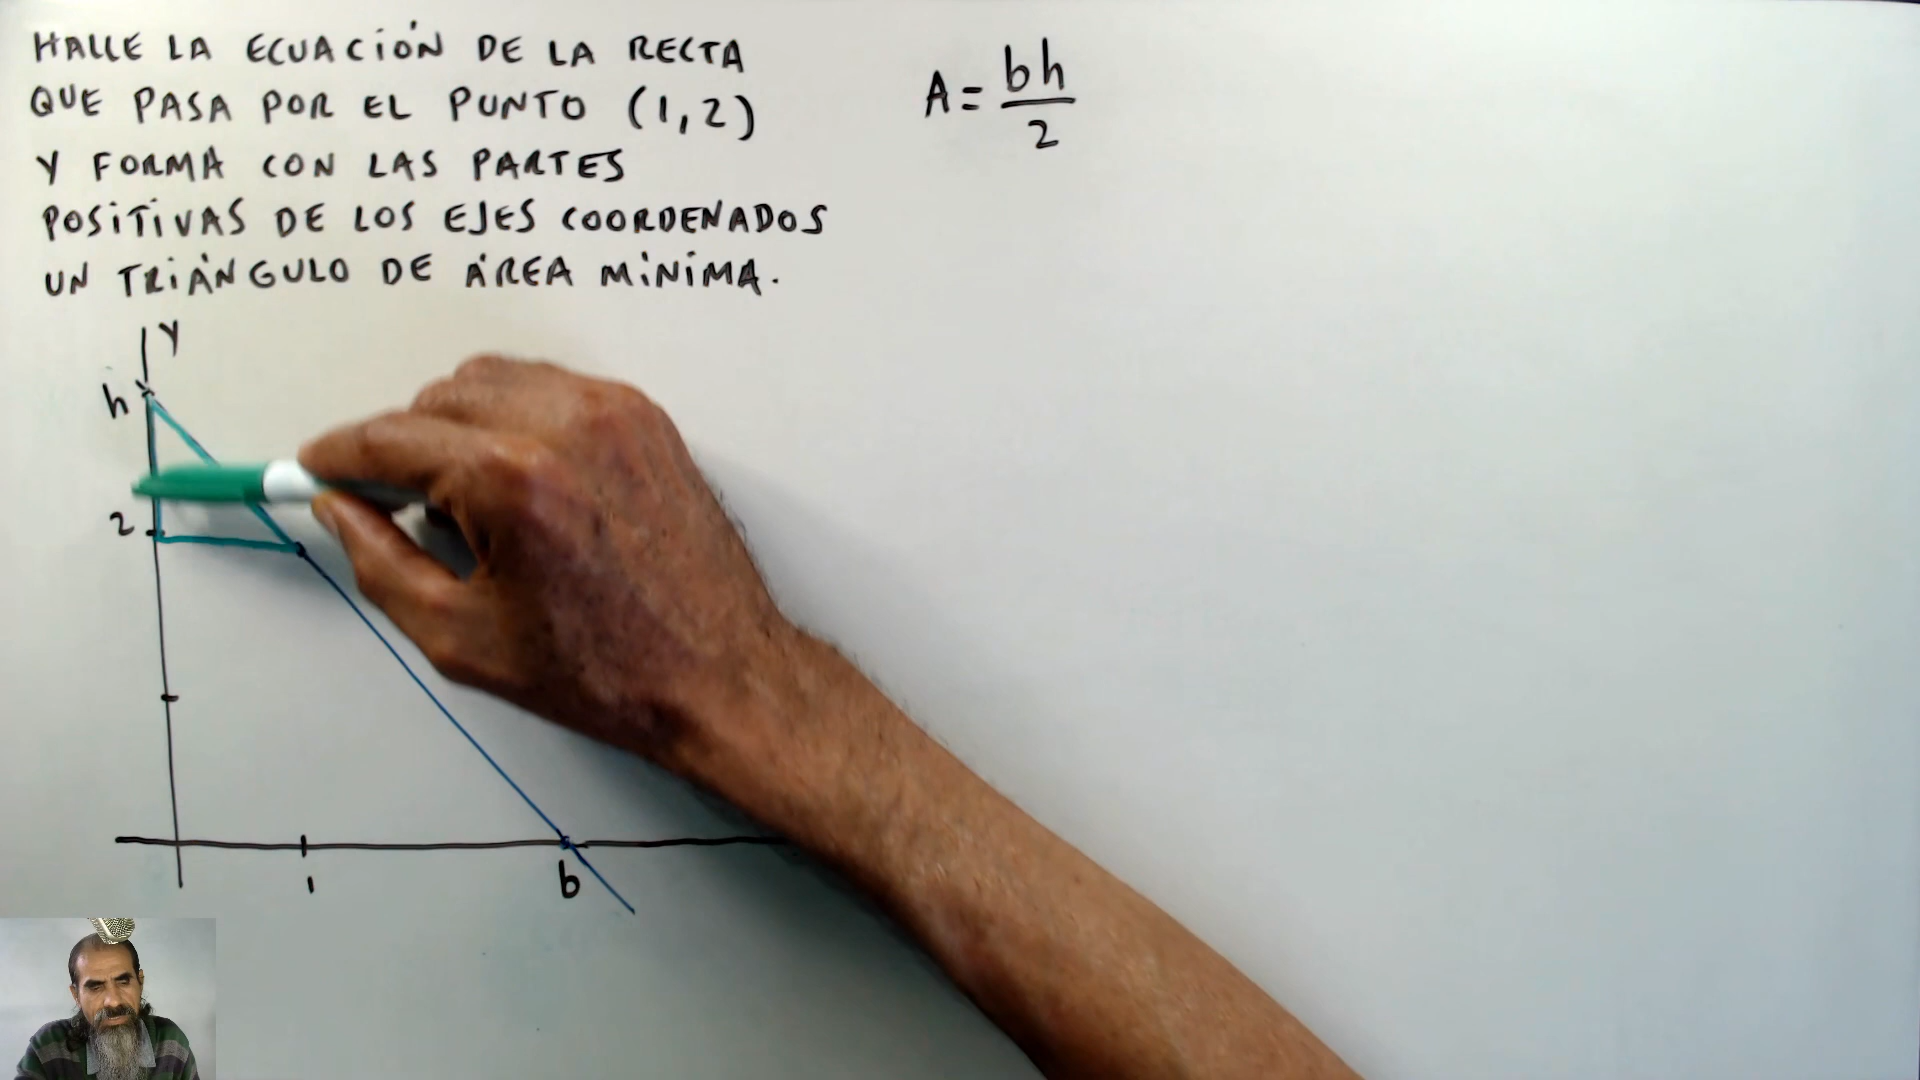 HALLE LA ECUACIÓN DE LA RECTA
QUE PASA POR EL PUNTO (1,2)
Y FORMA CON LAS PARTES
POSITIVAS DE LOS EJES COORDENADOS
UN TRIÁNGULO DE ÁREA MÍNIMA.
A = bh/2
y
h
2
1
b